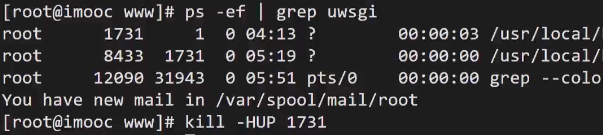 [root@imooc www]# ps -ef | grep uwsgi
root 1731 1 0 04:13 ? 00:00:03 /usr/local/
root 8433 1731 0 05:19 ? 00:00:00 /usr/local/
root 12090 31943 0 05:51 pts/0 00:00:00 grep --colo
You have new mail in /var/spool/mail/root
[root@imooc www]# kill -HUP 1731